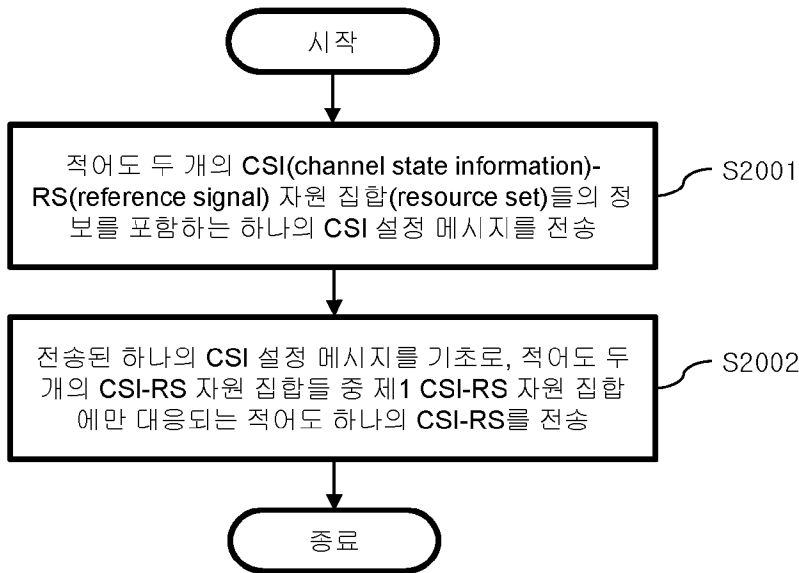 시작
적어도 두 개의 CSI(channel state information)-
RS(reference signal) 자원 집합(resource set)들의 정
보를 포함하는 하나의 CSI 설정 메시지를 전송
S2001
전송된 하나의 CSI 설정 메시지를 기초로, 적어도 두
개의 CSI-RS 자원 집합들 중 제1 CSI-RS 자원 집합
에만 대응되는 적어도 하나의 CSI-RS를 전송
S2002
종료